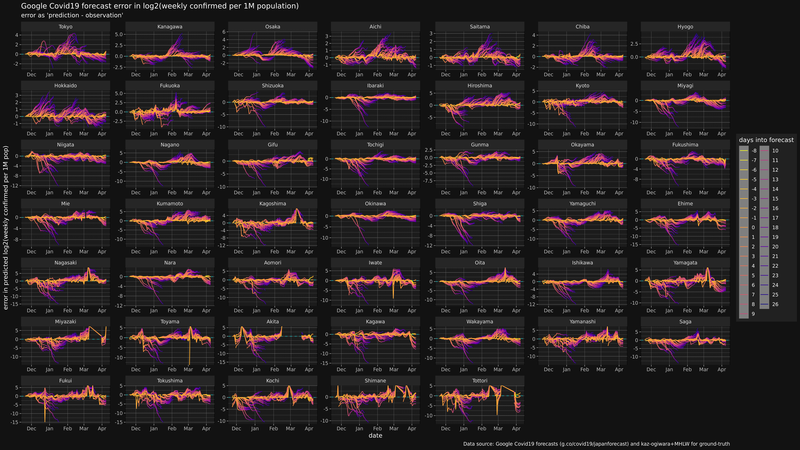 Google Covid19 forecast error in log2(weekly confirmed per 1M population)
error as 'prediction - observation'
Tokyo Kanagawa Osaka Aichi Saitama Chiba Hyogo
Hokkaido Fukuoka Shizuoka Ibaraki Hiroshima Kyoto Miyagi
Niigata Nagano Gifu Tochigi Gunma Okayama Fukushima
Mie Kumamoto Kagoshima Okinawa Shiga Yamaguchi Ehime
Nagasaki Nara Aomori Iwate Oita Ishikawa Yamagata
Miyazaki Toyama Akita Kagawa Wakayama Yamanashi Saga
Fukui Tokushima Kochi Shimane Tottori
Dec Jan Feb Mar Apr
error in predicted log2(weekly confirmed per 1M pop)
date
days into forecast
-8 10
-7 11
-6 12
-5 13
-4 14
-3 15
-2 16
-1 17
0 18
1 19
2 20
3 21
4 22
5 23
6 24
7 25
8 26
9
Data source: Google Covid19 forecasts (g.co/covid19/japanforecast) and kaz-ogiwara+MHLW for ground-truth